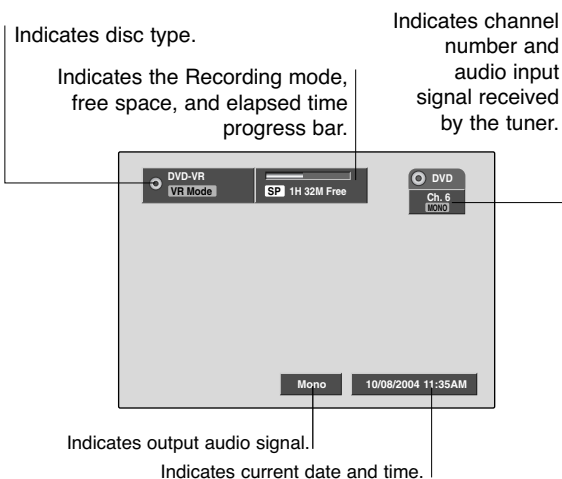 Indicates disc type.
Indicates the Recording mode,
free space, and elapsed time
progress bar.
Indicates channel
number and
audio input
signal received
by the tuner.
DVD-VR
VR Mode
SP 1H 32M Free
DVD
Ch. 6
MONO
Mono
10/08/2004 11:35AM
Indicates output audio signal.
Indicates current date and time.